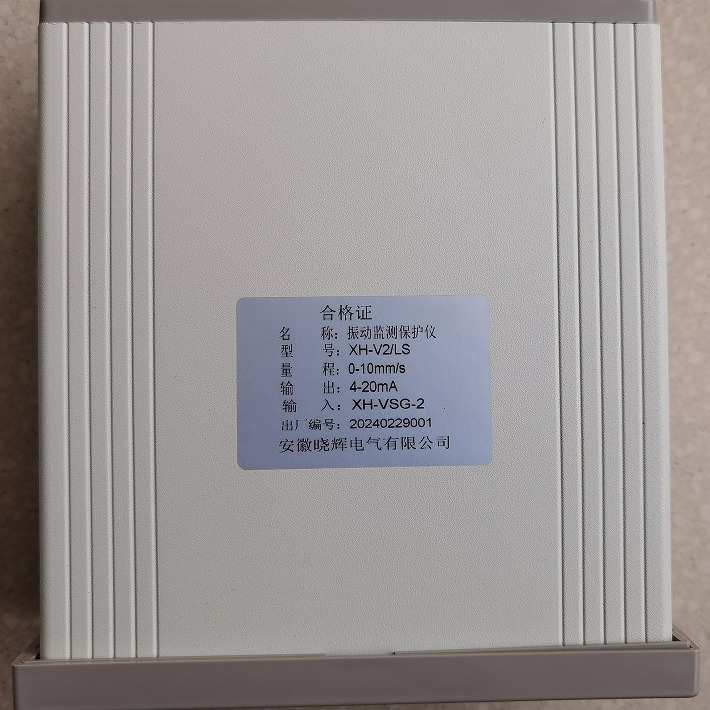 合格证
名 称：振动监测保护仪
型 号：XH-V2/LS
量 程：0-10mm/s
输 出：4-20mA
输 入：XH-VSG-2
出厂编号：20240229001
安徽晓辉电气有限公司